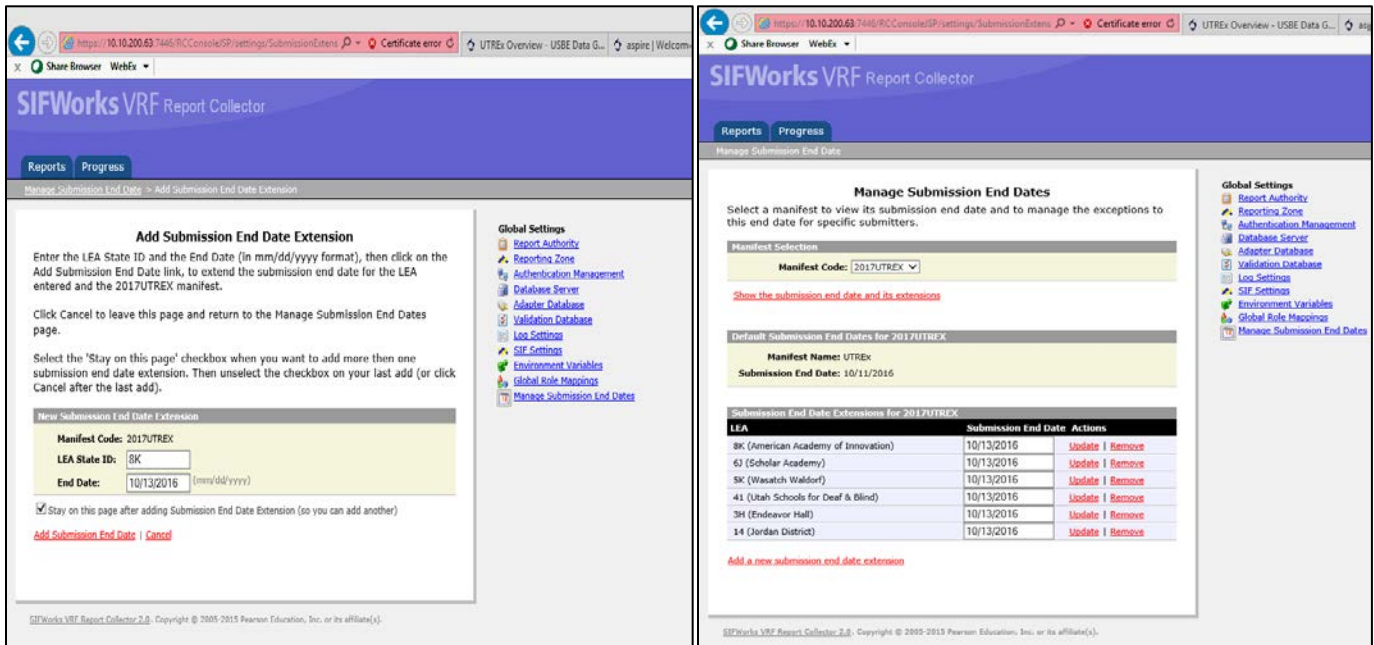 https://10.10.200.63:7446/RCConsole/SP/settings/SubmissionExtens
Certificate error
UTREx Overview - USBE Data G...
aspire | Welcom
x Share Browser WebEx
SIFWorks VRF Report Collector
Reports Progress
Manage Submission End Date > Add Submission End Date Extension
Add Submission End Date Extension
Enter the LEA State ID and the End Date (in mm/dd/yyyy format), then click on the
Add Submission End Date link, to extend the submission end date for the LEA
entered and the 2017UTREX manifest.
Click Cancel to leave this page and return to the Manage Submission End Dates
page.
Select the 'Stay on this page' checkbox when you want to add more then one
submission end date extension. Then unselect the checkbox on your last add (or click
Cancel after the last add).
New Submission End Date Extension
Manifest Code: 2017UTREX
LEA State ID: 8K
End Date: 10/13/2016 (mm/dd/yyyy)
Stay on this page after adding Submission End Date Extension (so you can add another)
Add Submission End Date | Cancel
Global Settings
Report Authority
Reporting Zone
Authentication Management
Database Server
Adapter Database
Validation Database
Log Settings
SIF Settings
Environment Variables
Global Role Mappings
Manage Submission End Dates
SIFWorks VRF Report Collector 2.0. Copyright © 2005-2015 Pearson Education, Inc. or its affiliate(s).
https://10.10.200.63:7446/RCConsole/SP/settings/SubmissionExtens
Certificate error
UTREx Overview - USBE Data G...
x Share Browser WebEx
SIFWorks VRF Report Collector
Reports Progress
Manage Submission End Date
Manage Submission End Dates
Select a manifest to view its submission end date and to manage the exceptions to
this end date for specific submitters.
Manifest Selection
Manifest Code: 2017UTREX
Show the submission end date and its extensions
Default Submission End Dates for 2017UTREX
Manifest Name: UTREx
Submission End Date: 10/11/2016
Submission End Date Extensions for 2017UTREX
LEA Submission End Date Actions
8K (American Academy of Innovation) 10/13/2016 Update | Remove
6J (Scholar Academy) 10/13/2016 Update | Remove
5K (Wasatch Waldorf) 10/13/2016 Update | Remove
41 (Utah Schools for Deaf & Blind) 10/13/2016 Update | Remove
3H (Endeavor Hall) 10/13/2016 Update | Remove
14 (Jordan District) 10/13/2016 Update | Remove
Add a new submission end date extension
Global Settings
Report Authority
Reporting Zone
Authentication Management
Database Server
Adapter Database
Validation Database
Log Settings
SIF Settings
Environment Variables
Global Role Mappings
Manage Submission End Dates
SIFWorks VRF Report Collector 2.0. Copyright © 2005-2015 Pearson Education, Inc. or its affiliate(s).